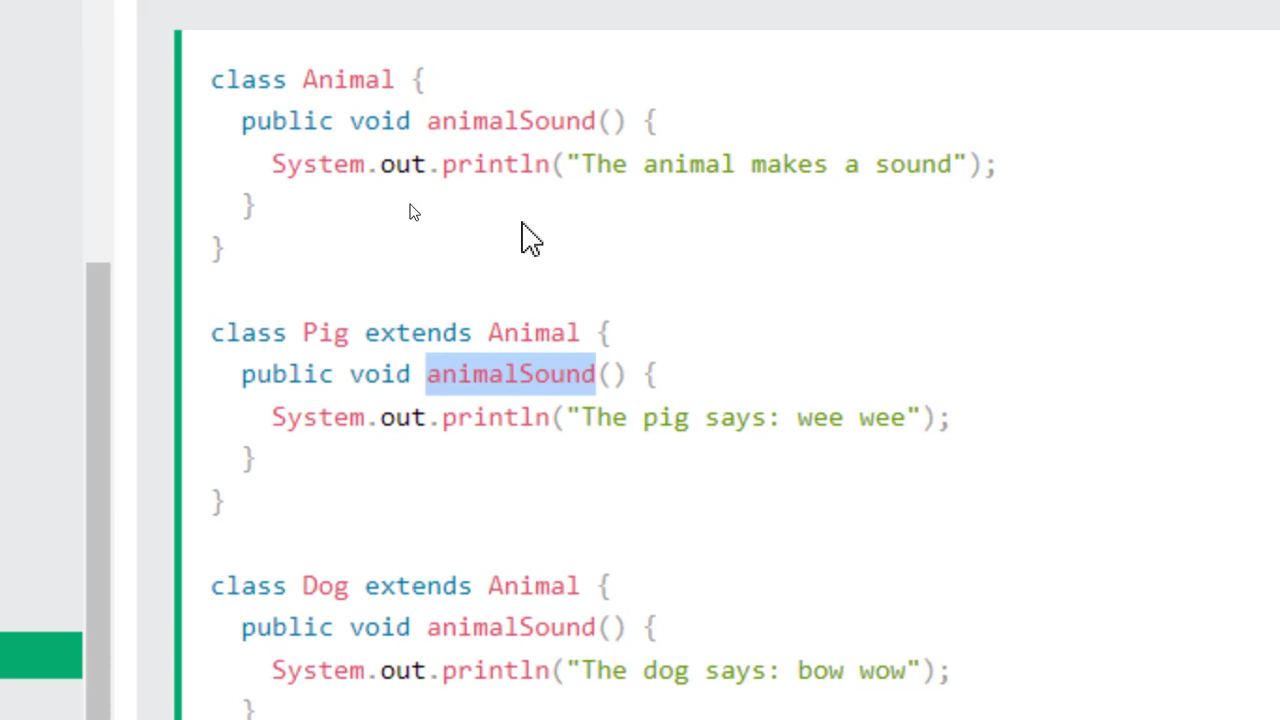 class Animal {
  public void animalSound() {
    System.out.println("The animal makes a sound");
  }
}

class Pig extends Animal {
  public void animalSound() {
    System.out.println("The pig says: wee wee");
  }
}

class Dog extends Animal {
  public void animalSound() {
    System.out.println("The dog says: bow wow");
  }